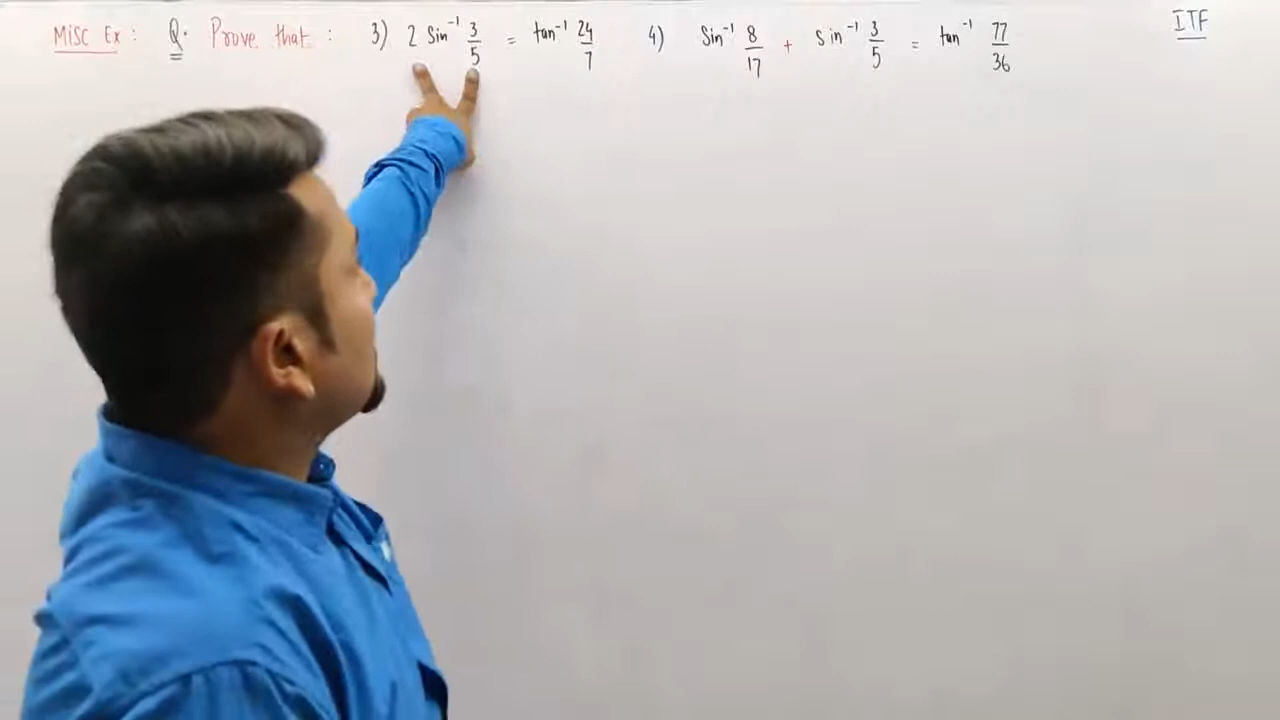 Misc Ex : Q. Prove that : 3) 2 Sin⁻¹ 3/5 = tan⁻¹ 24/7 4) Sin⁻¹ 8/17 + sin⁻¹ 3/5 = tan⁻¹ 77/36
ITF